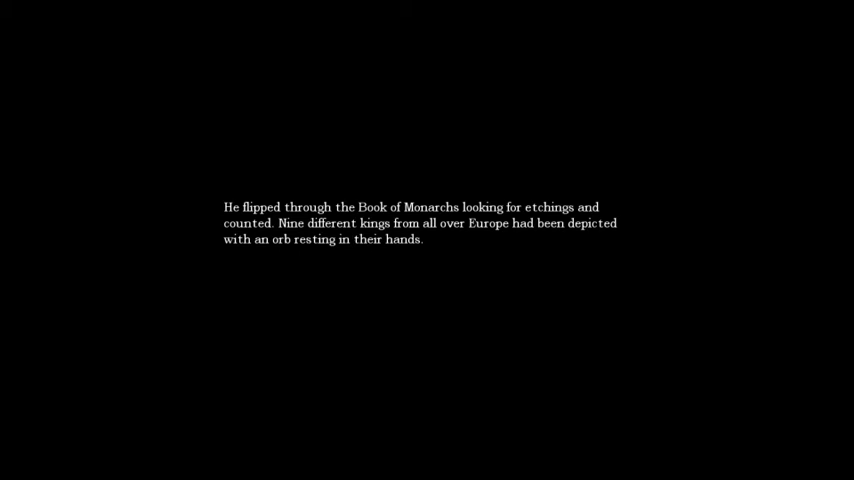 He flipped through the Book of Monarchs looking for etchings and
counted. Nine different kings from all over Europe had been depicted
with an orb resting in their hands.